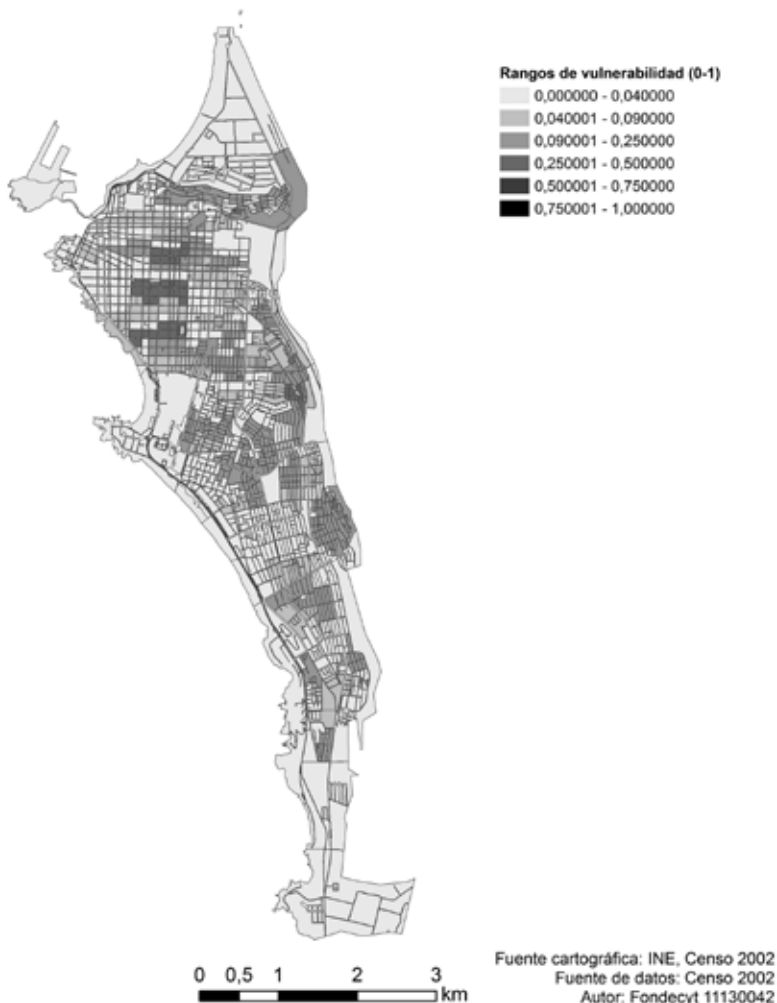 Rangos de vulnerabilidad (0-1)
0,000000 - 0,040000
0,040001 - 0,090000
0,090001 - 0,250000
0,250001 - 0,500000
0,500001 - 0,750000
0,750001 - 1,000000
0 0,5 1 2 3
km
Fuente cartográfica: INE, Censo 2002
Fuente de datos: Censo 2002
Autor: Fondecyt 11130042